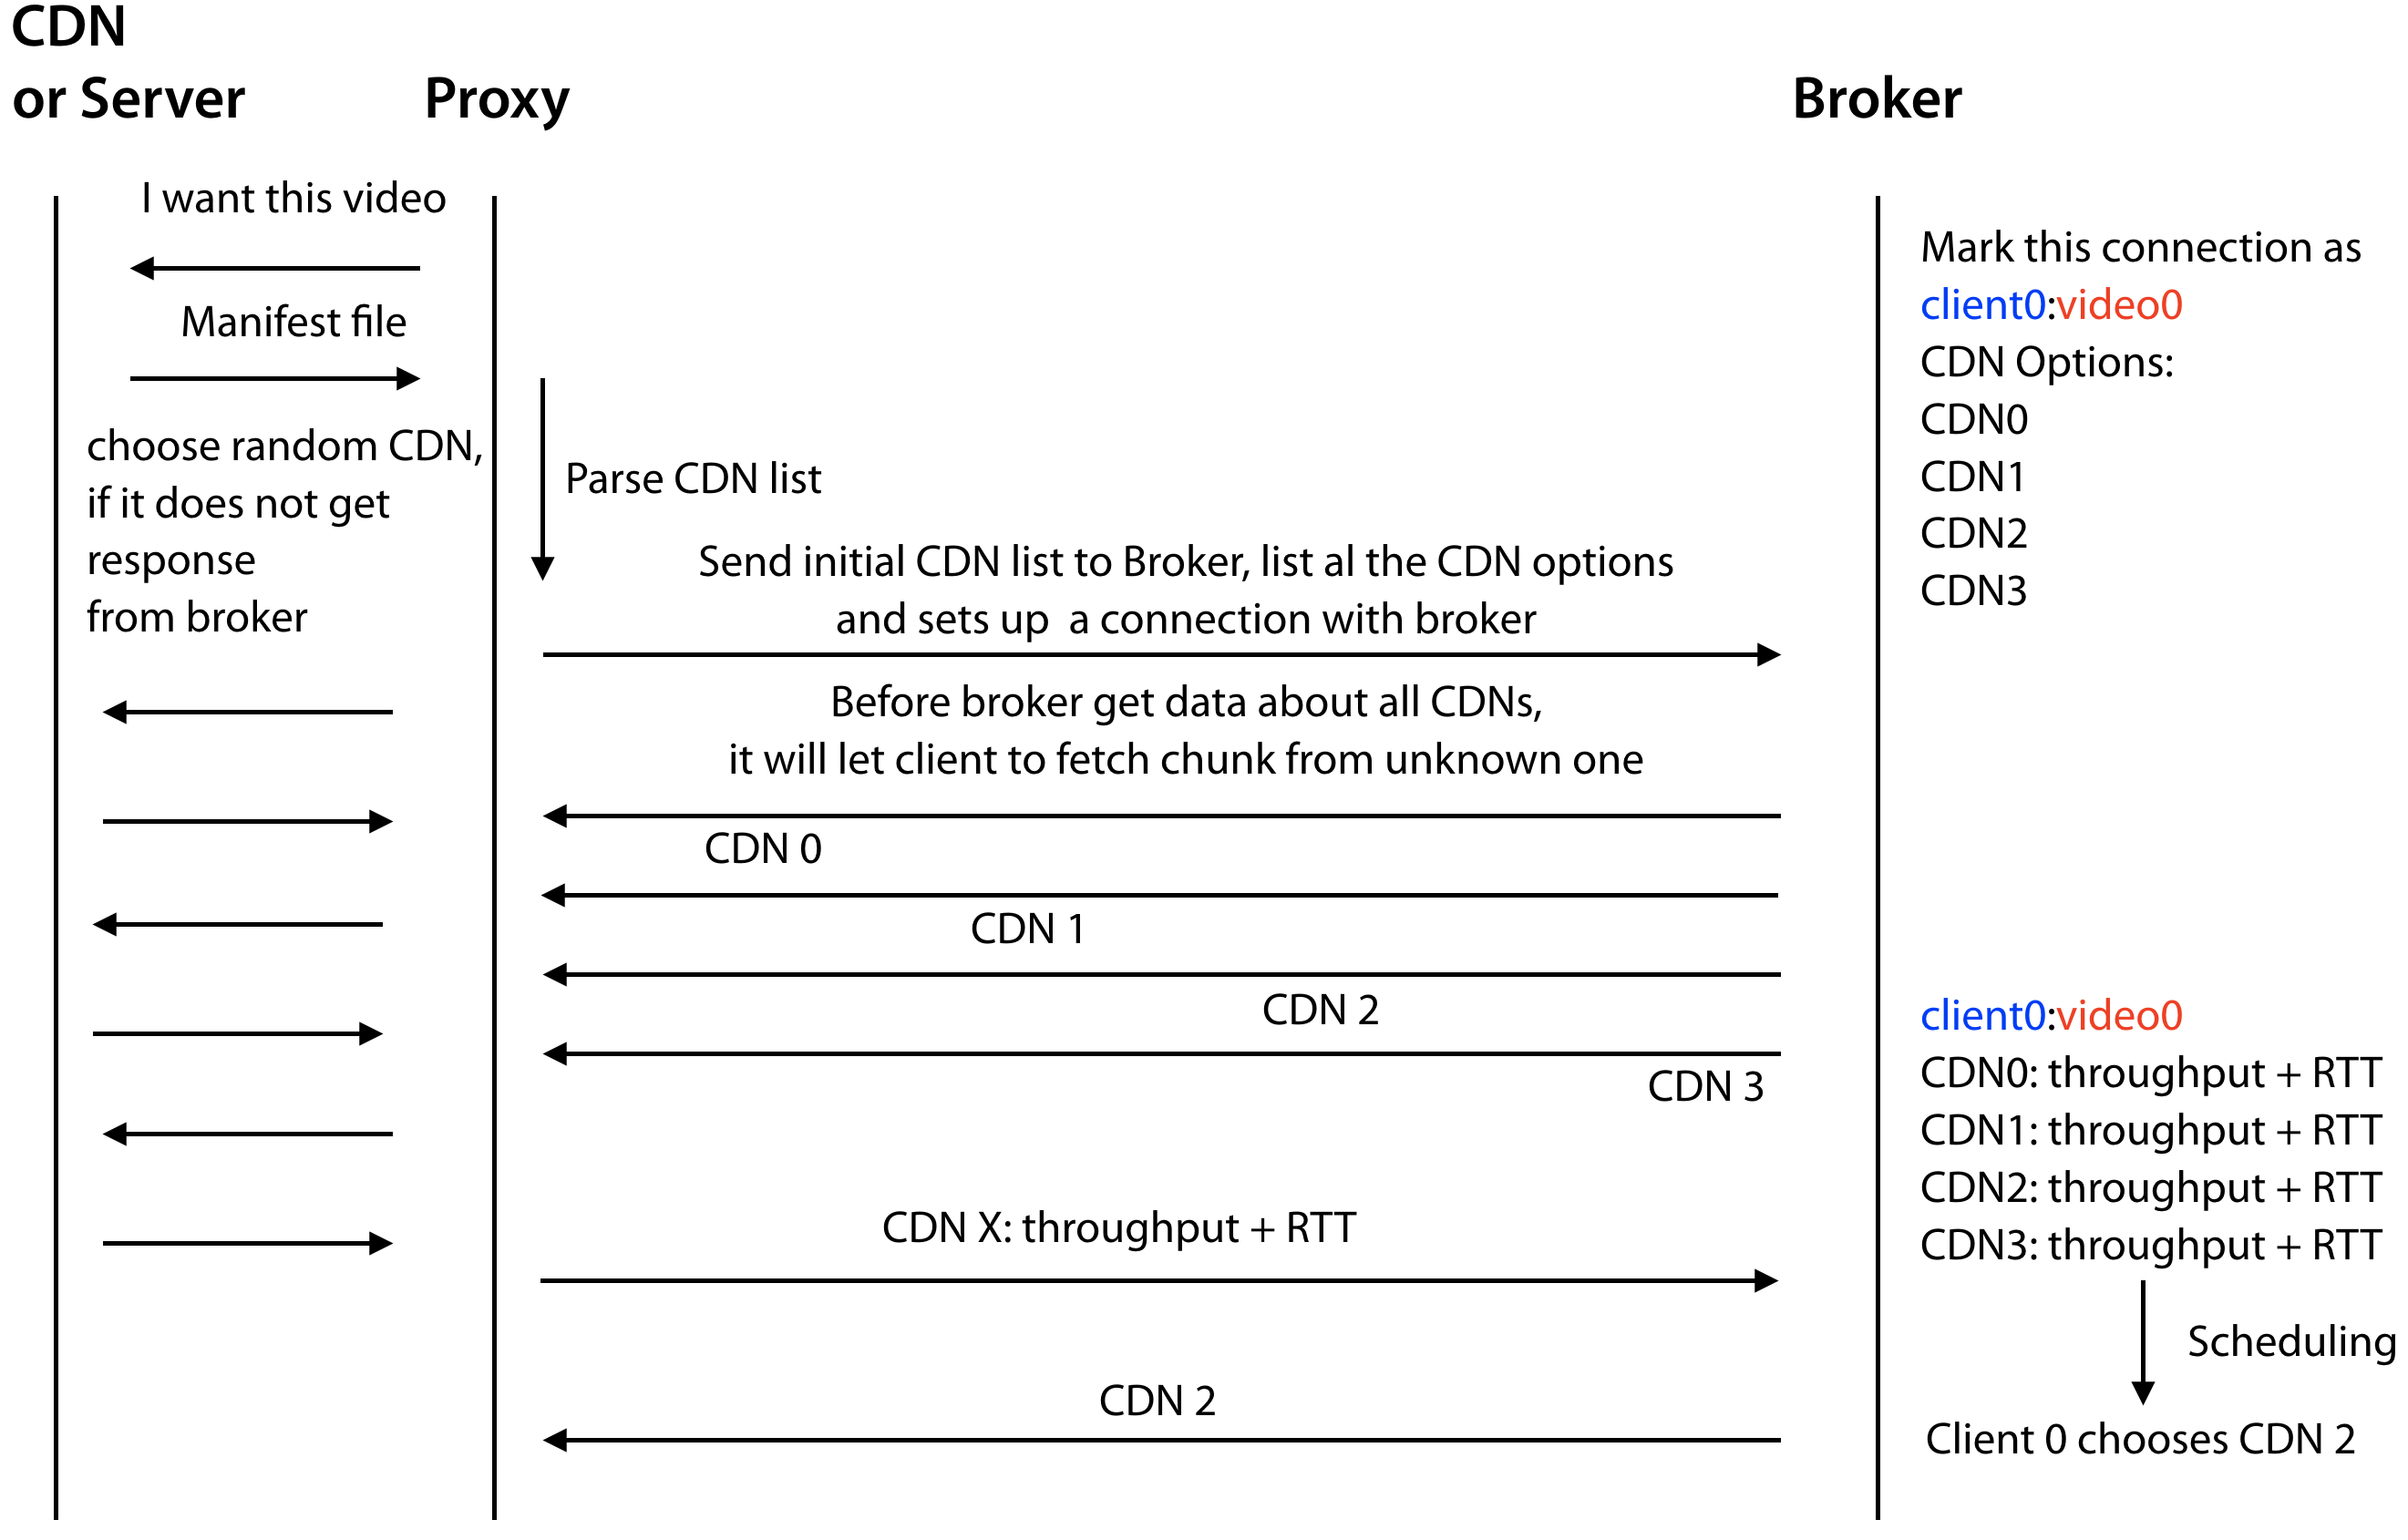 CDN
or Server
Proxy
Broker
I want this video
Manifest file
choose random CDN,
if it does not get
response
from broker
Parse CDN list
Send initial CDN list to Broker, list al the CDN options
and sets up a connection with broker
Before broker get data about all CDNs,
it will let client to fetch chunk from unknown one
CDN 0
CDN 1
CDN 2
CDN 3
CDN X: throughput + RTT
CDN 2
Mark this connection as
client0:video0
CDN Options:
CDN0
CDN1
CDN2
CDN3
client0:video0
CDN0: throughput + RTT
CDN1: throughput + RTT
CDN2: throughput + RTT
CDN3: throughput + RTT
Scheduling
Client 0 chooses CDN 2